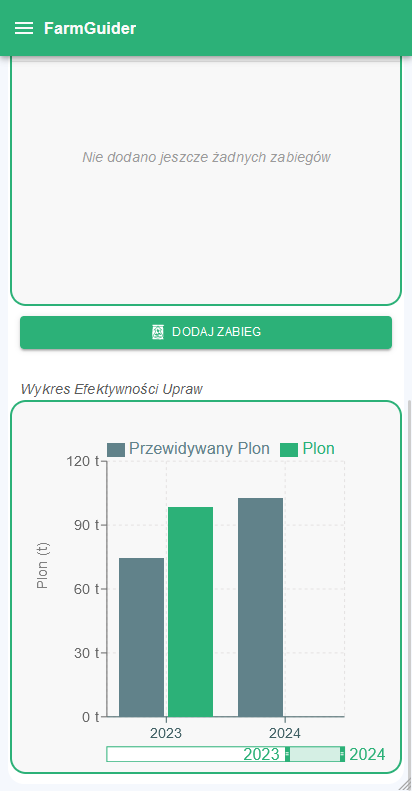 FarmGuider
Nie dodano jeszcze żadnych zabiegów
DODAJ ZABIEG
Wykres Efektywności Upraw
Przewidywany Plon Plon
120 t
90 t
60 t
30 t
0 t
Plon (t)
2023 2024
2023 2024